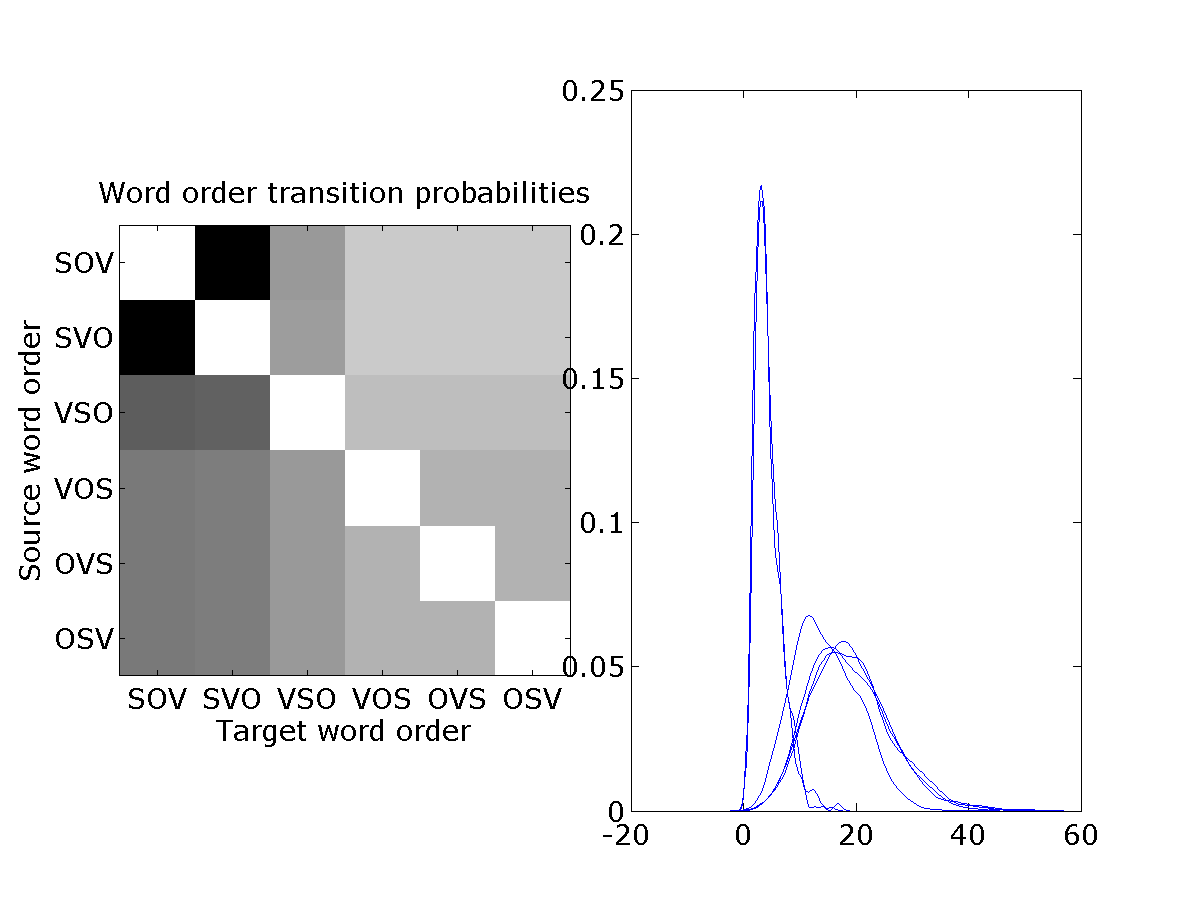 Word order transition probabilities
Source word order
SOV
SVO
VSO
VOS
OVS
OSV
SOV SVO VSO VOS OVS OSV
Target word order
0.25
0.2
0.15
0.1
0.05
0
-20 0 20 40 60